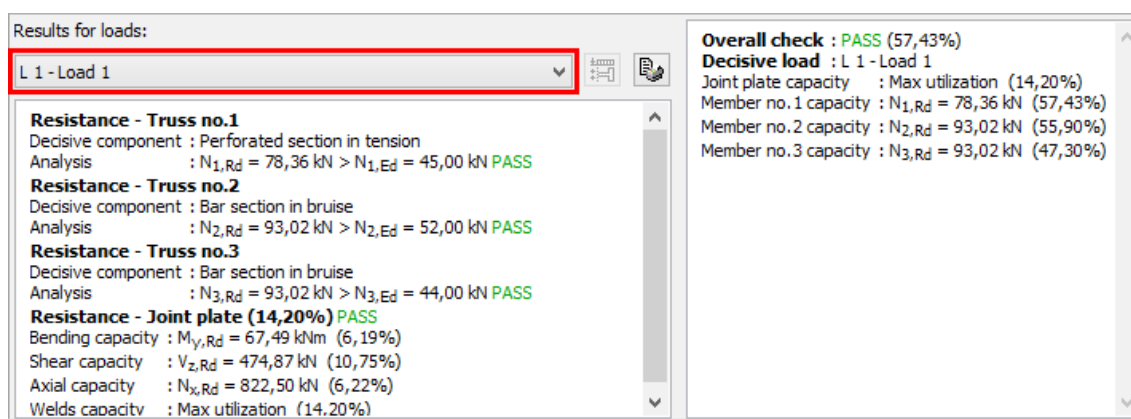 Results for loads:
L 1 - Load 1
Resistance - Truss no.1
Decisive component : Perforated section in tension
Analysis : N1,Rd = 78,36 kN > N1,Ed = 45,00 kN PASS
Resistance - Truss no.2
Decisive component : Bar section in bruise
Analysis : N2,Rd = 93,02 kN > N2,Ed = 52,00 kN PASS
Resistance - Truss no.3
Decisive component : Bar section in bruise
Analysis : N3,Rd = 93,02 kN > N3,Ed = 44,00 kN PASS
Resistance - Joint plate (14,20%) PASS
Bending capacity : My,Rd = 67,49 kNm (6,19%)
Shear capacity : Vz,Rd = 474,87 kN (10,75%)
Axial capacity : Nx,Rd = 822,50 kN (6,22%)
Welds capacity : Max utilization (14,20%)
Overall check : PASS (57,43%)
Decisive load : L 1 - Load 1
Joint plate capacity : Max utilization (14,20%)
Member no.1 capacity : N1,Rd = 78,36 kN (57,43%)
Member no.2 capacity : N2,Rd = 93,02 kN (55,90%)
Member no.3 capacity : N3,Rd = 93,02 kN (47,30%)